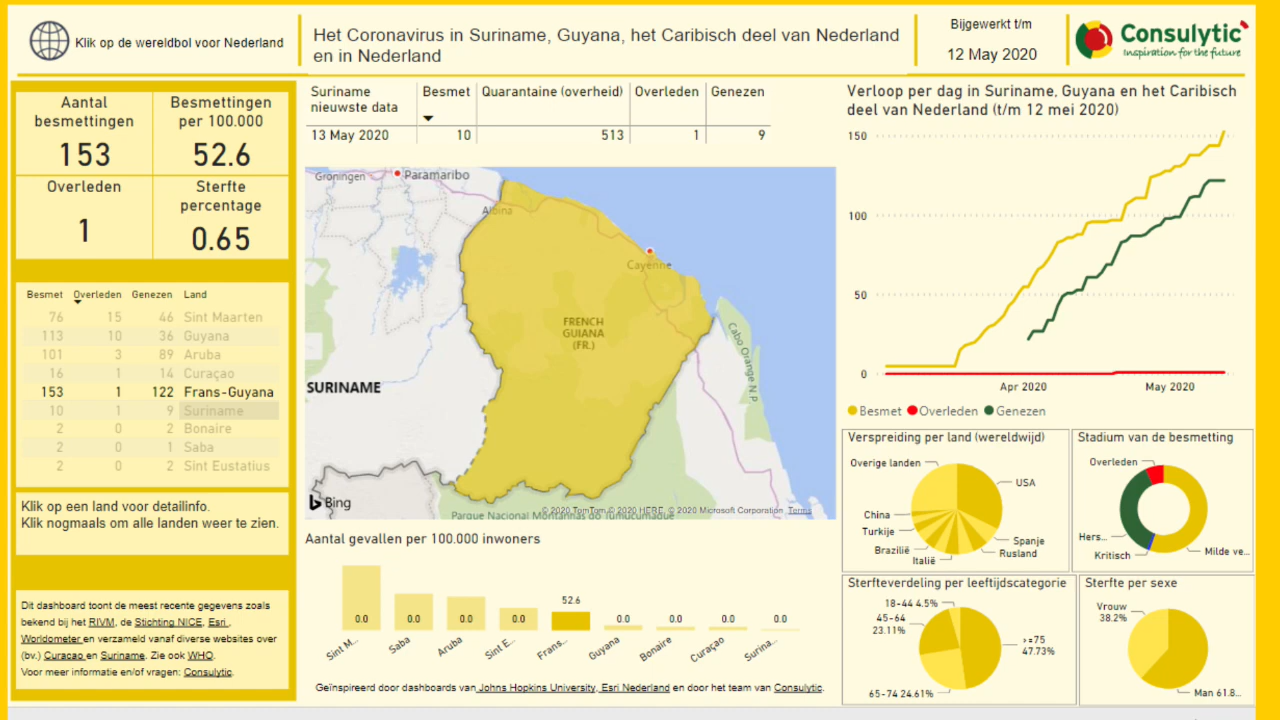 Klik op de wereldbol voor Nederland
Het Coronavirus in Suriname, Guyana, het Caribisch deel van Nederland
en in Nederland
Bijgewerkt t/m
12 May 2020
Consulytic
Inspiration for the future
Aantal
besmettingen
153
Besmettingen
per 100.000
52.6
Overleden
1
Sterfte
percentage
0.65
Besmet Overleden Genezen Land
76 15 46 Sint Maarten
113 10 36 Guyana
101 3 89 Aruba
16 1 14 Curaçao
153 1 122 Frans-Guyana
10 1 9 Suriname
2 0 2 Bonaire
2 0 1 Saba
2 0 2 Sint Eustatius
Klik op een land voor detailinfo.
Klik nogmaals om alle landen weer te zien.
Dit dashboard toont de meest recente gegevens zoals
bekend bij het RIVM, de Stichting NICE, Esri ,
Worldometer en verzameld vanaf diverse websites over
(bv.) Curacao en Suriname. Zie ook WHO.
Voor meer informatie en/of vragen: Consulytic.
Suriname
nieuwste data
Besmet Quarantaine (overheid) Overleden Genezen
13 May 2020 10 513 1 9
Groningen
Paramaribo
Albina
Cayenne
FRENCH
GUIANA
(FR.)
SURINAME
Cabo Orange N.P.
Bing
© 2020 TomTom © 2020 HERE, © 2020 Microsoft Corporation Terms
Parque Nacional Montanhas do Tumucumaque
Aantal gevallen per 100.000 inwoners
0.0 0.0 0.0 0.0 52.6 0.0 0.0 0.0 0.0
Sint M... Saba Aruba Sint E... Frans... Guyana Bonaire Curaçao Surina...
Geïnspireerd door dashboards van Johns Hopkins University, Esri Nederland en door het team van Consulytic.
Verloop per dag in Suriname, Guyana en het Caribisch
deel van Nederland (t/m 12 mei 2020)
150
100
50
0
Apr 2020 May 2020
Besmet Overleden Genezen
Verspreiding per land (wereldwijd)
Overige landen
USA
China
Turkije
Brazilië
Italië
Rusland
Spanje
Stadium van de besmetting
Overleden
Hers...
Kritisch
Milde ve...
Sterfteverdeling per leeftijdscategorie
18-44 4.5%
45-64
23.11%
>=75
47.73%
65-74 24.61%
Sterfte per sexe
Vrouw
38.2%
Man 61.8...